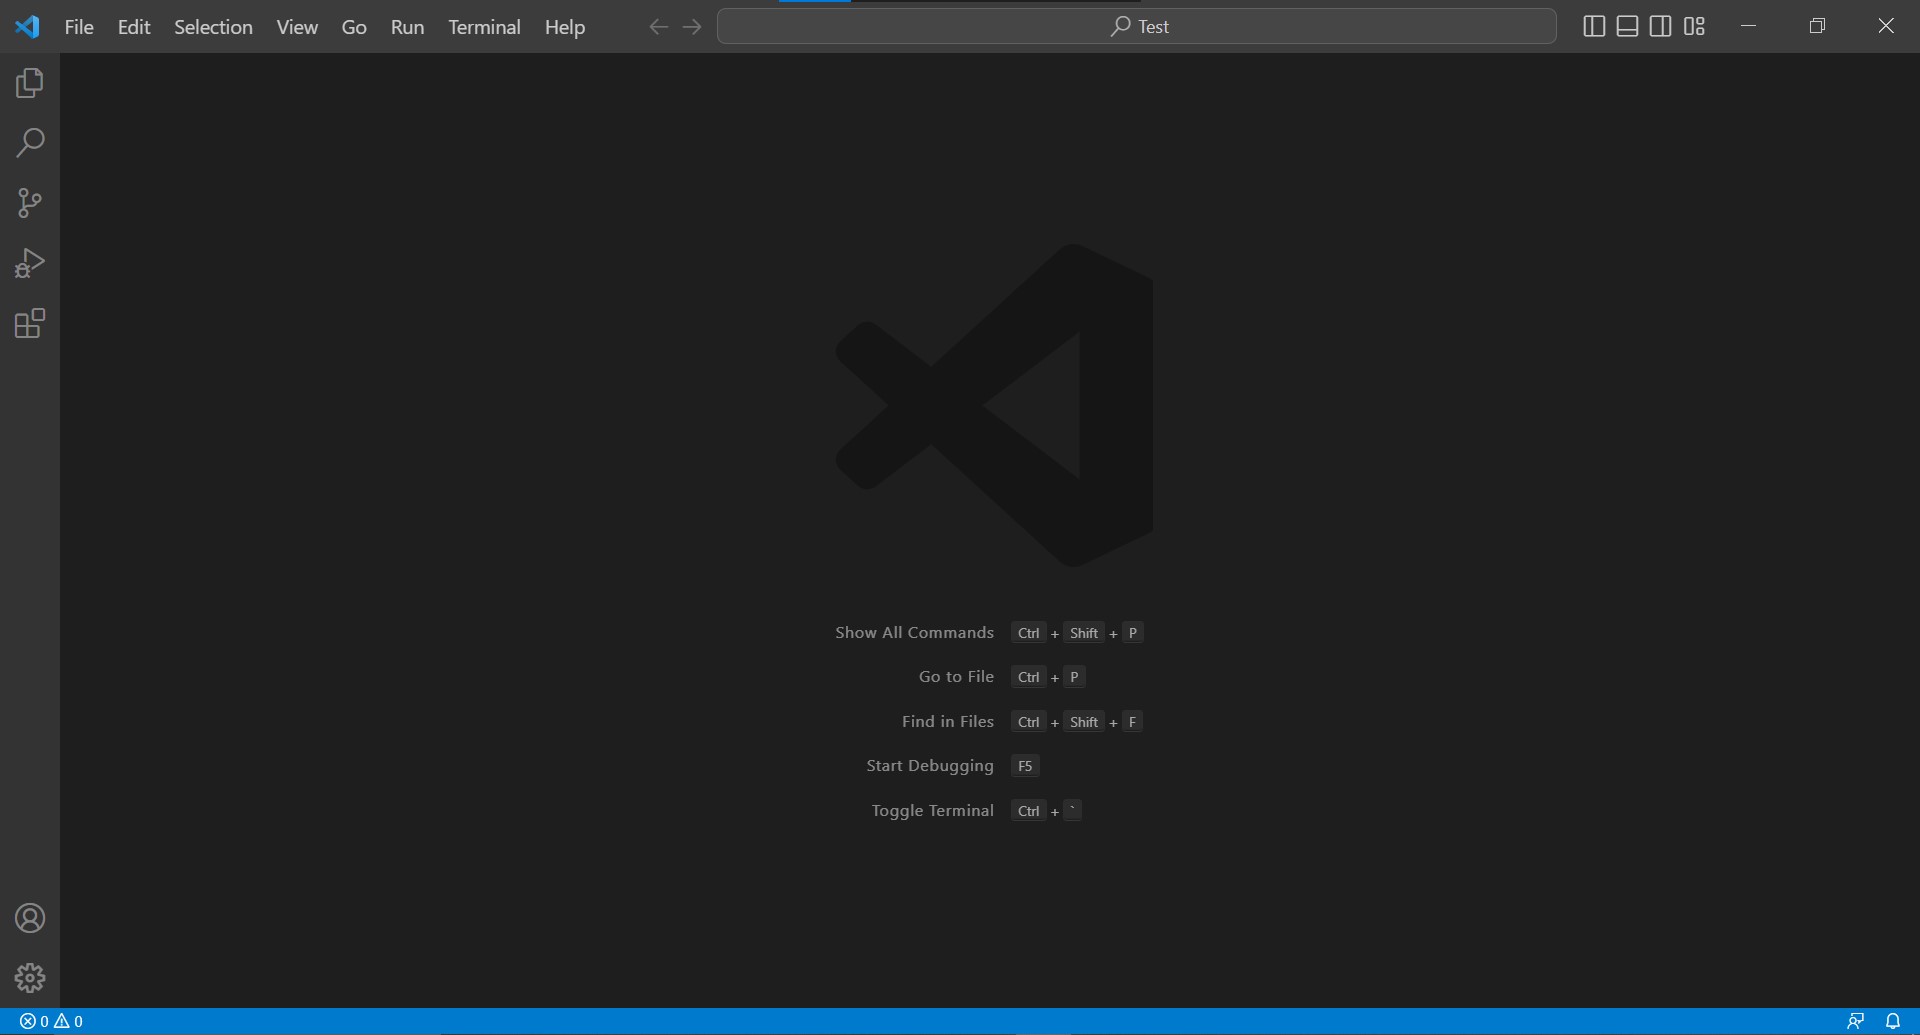 File Edit Selection View Go Run Terminal Help Test
Show All Commands Ctrl + Shift + P
Go to File Ctrl + P
Find in Files Ctrl + Shift + F
Start Debugging F5
Toggle Terminal Ctrl + `
0 0